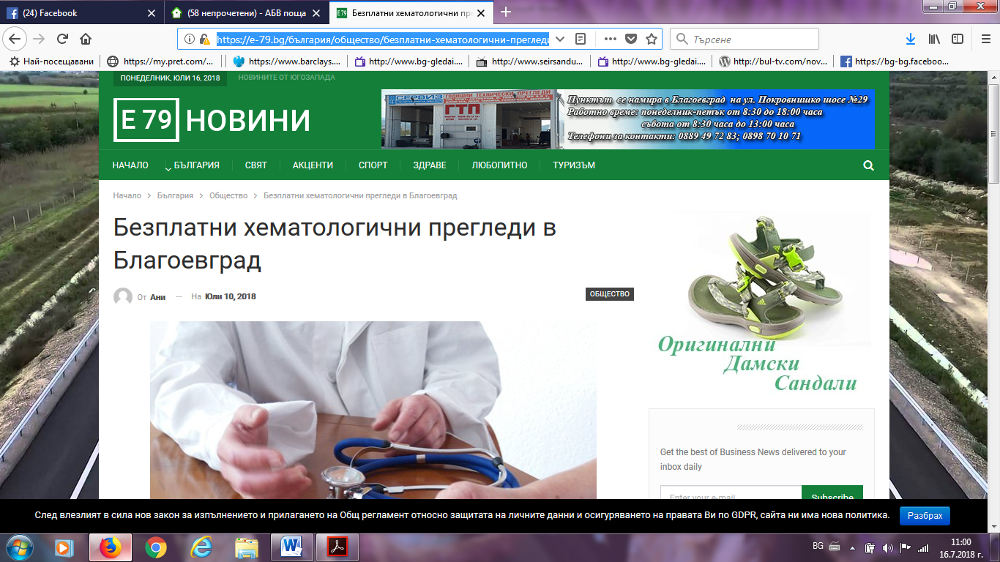 (24) Facebook
(58 непрочетени) - АБВ поща
Безплатни хематологични пре
https://e-79.bg/българия/общество/безплатни-хематологични-прегледи
Търсене
Най-посещавани
https://my.pret.com/...
https://www.barclays....
http://www.bg-gledai....
http://www.seirsandu...
http://www.bg-gledai....
http://bul-tv.com/nov...
https://bg-bg.faceboo...
ПОНЕДЕЛНИК, ЮЛИ 16, 2018
НОВИНИТЕ ОТ ЮГОЗАПАДА
E 79 НОВИНИ
СЕРВИЗ
ГОДИШНИ ТЕХНИЧЕСКИ ПРЕГЛЕДИ
ГТП
Пунктът се намира в Благоевград на ул. Покровнишко шосе №29
Работно време: понеделник-петък от 8:30 до 18:00 часа
събота от 8:30 часа до 13:00 часа
Телефони за контакти: 0889 49 72 83; 0898 70 10 71
НАЧАЛО
БЪЛГАРИЯ
СВЯТ
АКЦЕНТИ
СПОРТ
ЗДРАВЕ
ЛЮБОПИТНО
ТУРИЗЪМ
Начало > България > Общество > Безплатни хематологични прегледи в Благоевград
Безплатни хематологични прегледи в
Благоевград
От Ани — На Юли 10, 2018
ОБЩЕСТВО
Оригинални
Дамски
Сандали
Get the best of Business News delivered to your
inbox daily
Enter your e-mail
Subscribe
След влезлият в сила нов закон за изпълнението и прилагането на Общ регламент относно защитата на личните данни и осигуряването на правата Ви по GDPR, сайта ни има нова политика.
Разбрах
BG
11:00
16.7.2018 г.